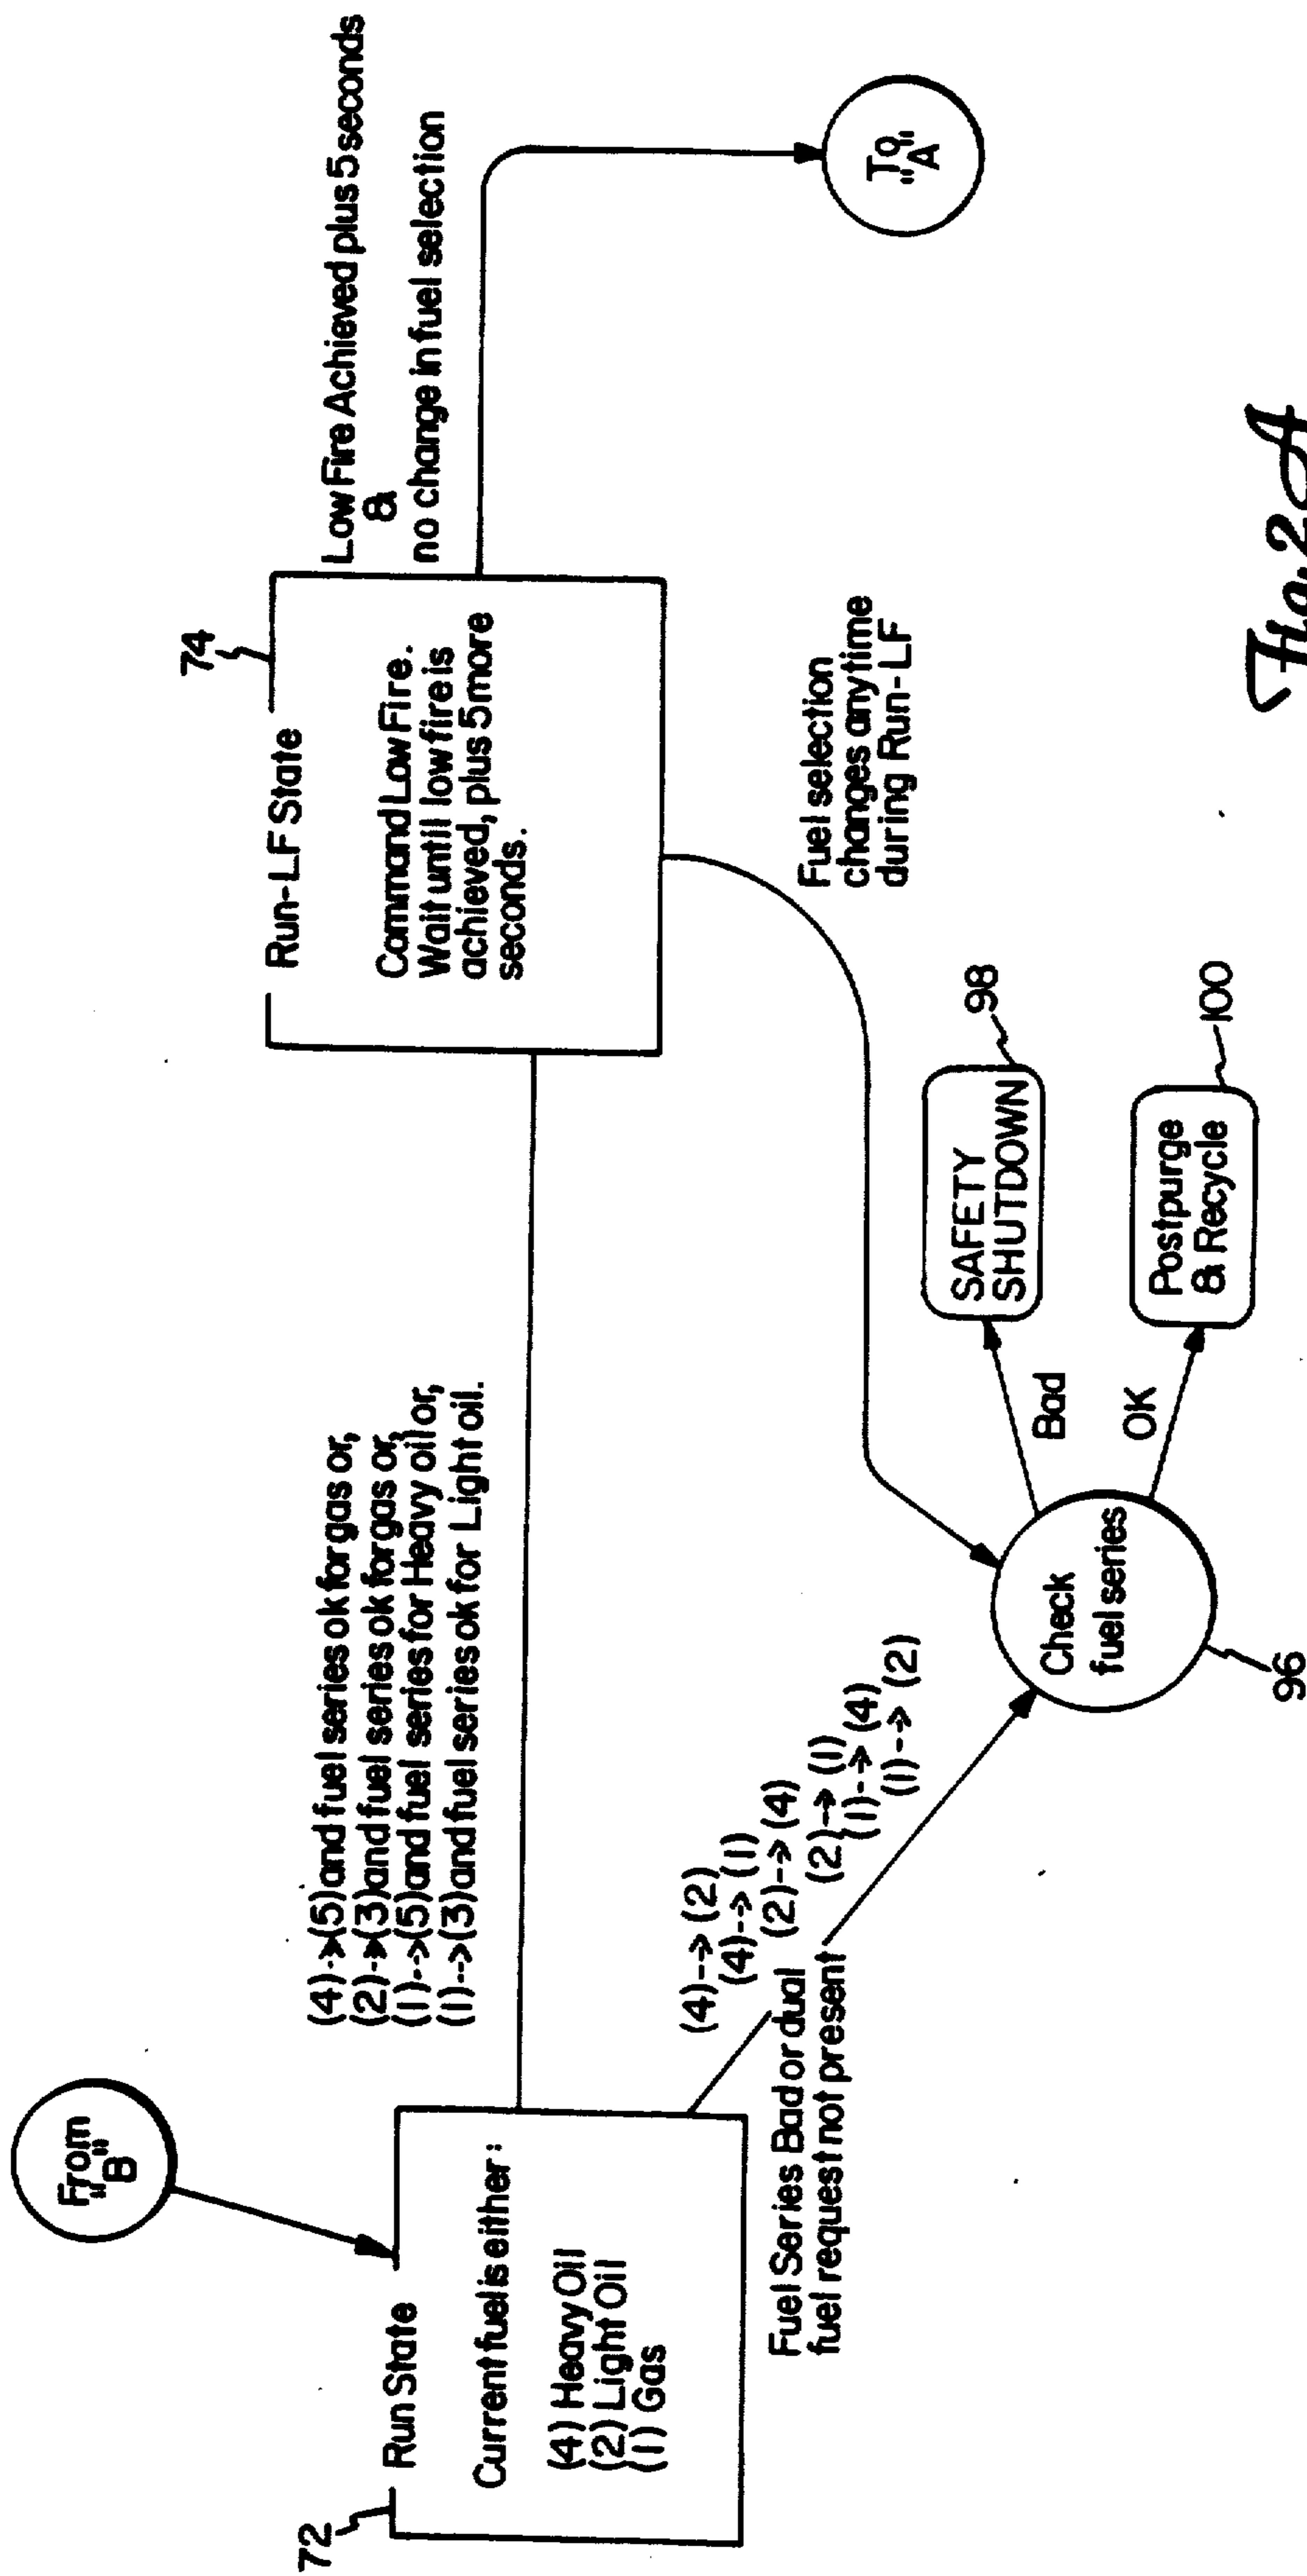 From
"B"
72
Run State
Current fuel is either:
(4) Heavy Oil
(2) Light Oil
(1) Gas
(4)->(5) and fuel series ok for gas or,
(2)->(3) and fuel series ok for gas or,
(1)-->(5) and fuel series for Heavy oil or,
(1)-->(3) and fuel series ok for Light oil.
74
Run-LF State
Command Low Fire.
Wait until low fire is
achieved, plus 5 more
seconds.
Low Fire Achieved plus 5 seconds
&
no change in fuel selection
To
"A"
Fuel selection
changes anytime
during Run-LF
(4)--> (2)
(4)--> (1)
(2)--> (4)
(2)--> (1)
(1)--> (4)
(1)--> (2)
Fuel Series Bad or dual
fuel request not present
Check
fuel series
96
Bad
OK
SAFETY
SHUTDOWN
98
Postpurge
& Recycle
100
Fig. 2A